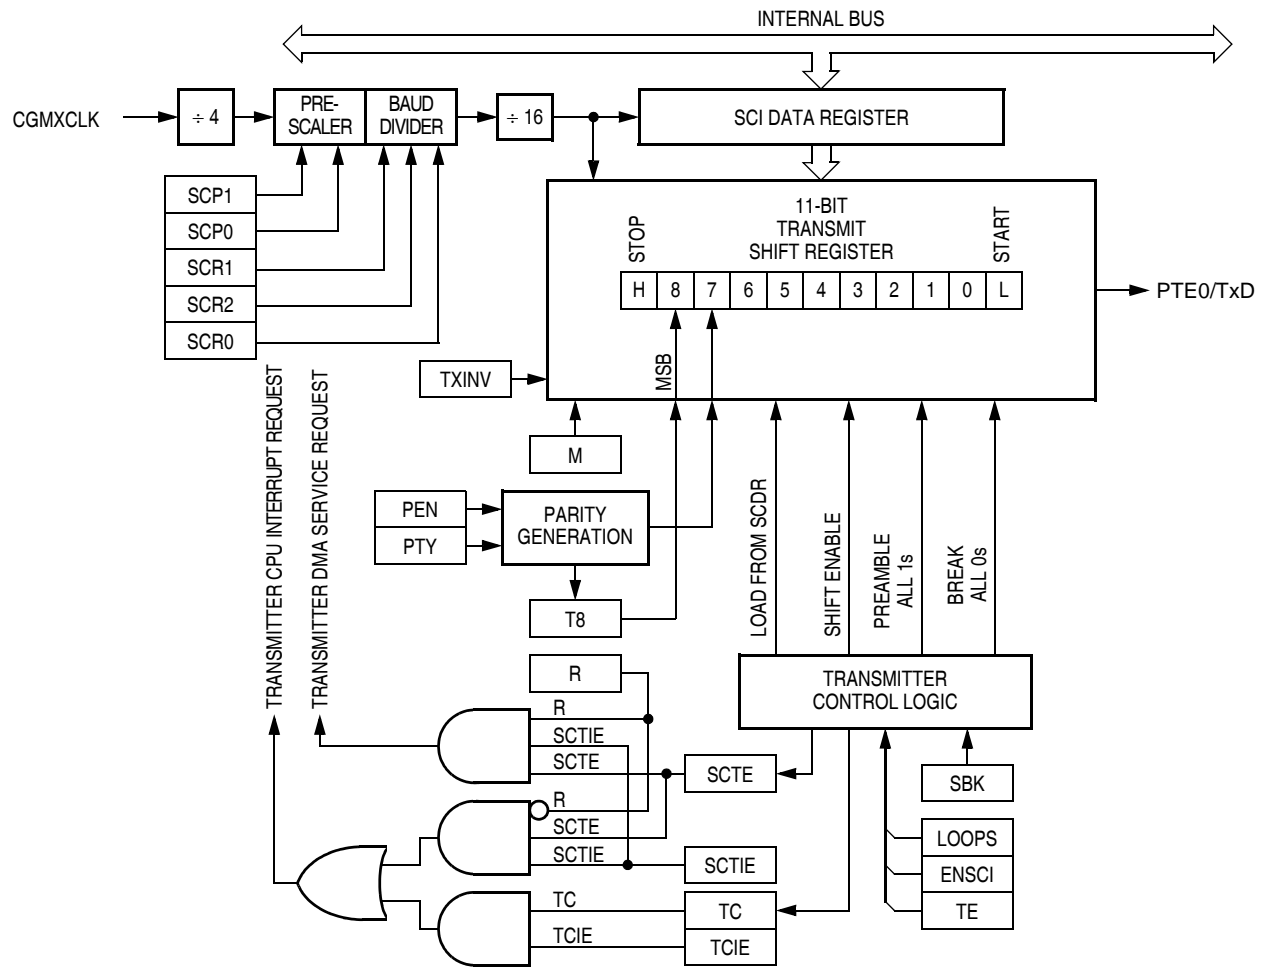 INTERNAL BUS
CGMXCLK
÷ 4
PRE-
SCALER
BAUD
DIVIDER
÷ 16
SCI DATA REGISTER
SCP1
SCP0
SCR1
SCR2
SCR0
11-BIT
TRANSMIT
SHIFT REGISTER
STOP
START
H 8 7 6 5 4 3 2 1 0 L
PTE0/TxD
MSB
TXINV
M
PEN
PTY
PARITY
GENERATION
T8
LOAD FROM SCDR
SHIFT ENABLE
PREAMBLE
ALL 1s
BREAK
ALL 0s
TRANSMITTER CPU INTERRUPT REQUEST
TRANSMITTER DMA SERVICE REQUEST
TRANSMITTER
CONTROL LOGIC
R
R
SCTIE
SCTE
SCTE
SBK
R
SCTE
SCTIE
SCTIE
LOOPS
ENSCI
TE
TC
TC
TCIE
TCIE